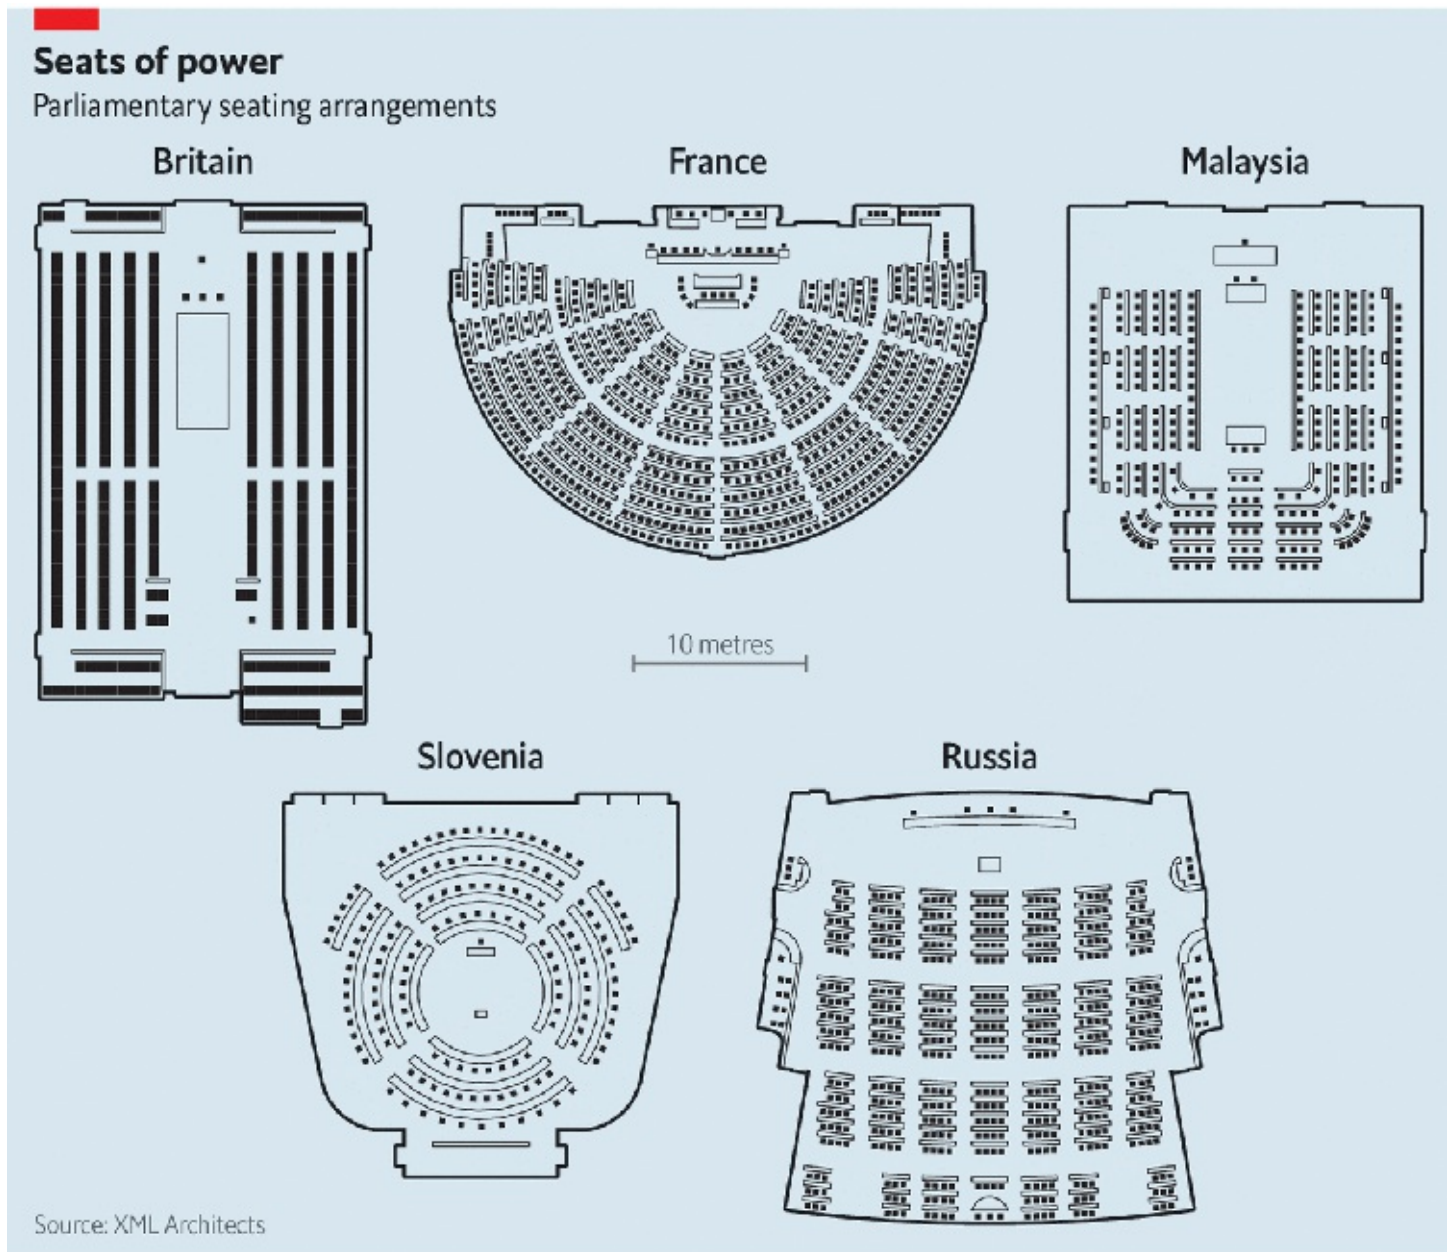 Seats of power
Parliamentary seating arrangements
Britain
France
Malaysia
10 metres
Slovenia
Russia
Source: XML Architects